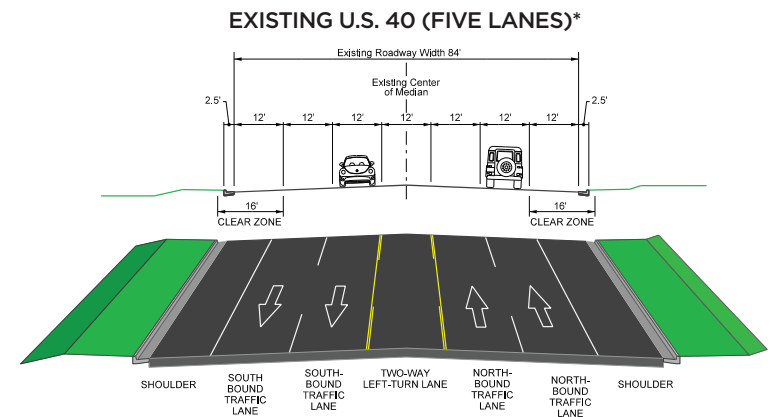 EXISTING U.S. 40 (FIVE LANES)*
Existing Roadway Width 84'
Existing Center
of Median
2.5'
2.5'
12'
12'
12'
12'
12'
12'
12'
16'
16'
CLEAR ZONE
CLEAR ZONE
SHOULDER
SOUTH
BOUND
TRAFFIC
LANE
SOUTH-
BOUND
TRAFFIC
LANE
TWO-WAY
LEFT-TURN LANE
NORTH-
BOUND
TRAFFIC
LANE
NORTH-
BOUND
TRAFFIC
LANE
SHOULDER